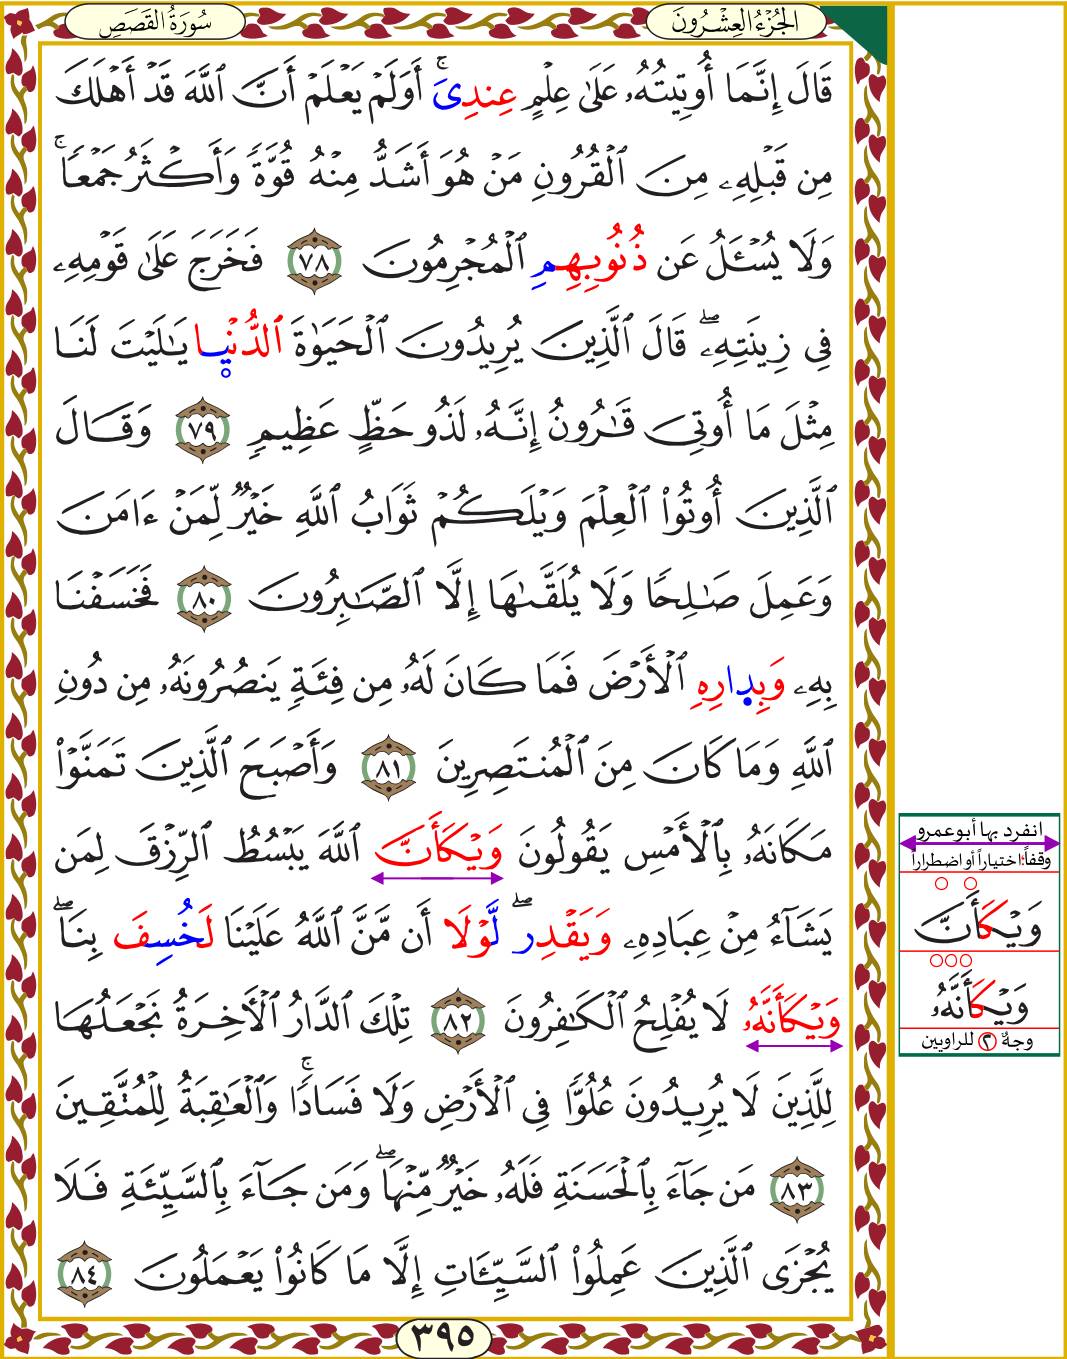 سُورَةُ القَصَصِ
الجُزْءُ العِشْرُونَ
قَالَ إِنَّمَا أُوتِيتُهُۥ عَلَىٰ عِلْمٍ عِندِىَۚ أَوَلَمْ يَعْلَمْ أَنَّ ٱللَّهَ قَدْ أَهْلَكَ
مِن قَبْلِهِۦ مِنَ ٱلْقُرُونِ مَنْ هُوَ أَشَدُّ مِنْهُ قُوَّةً وَأَكْثَرُ جَمْعًاۚ
وَلَا يُسْـَٔلُ عَن ذُنُوبِهِمِ ٱلْمُجْرِمُونَ ٧٨ فَخَرَجَ عَلَىٰ قَوْمِهِۦ
فِى زِينَتِهِۦۖ قَالَ ٱلَّذِينَ يُرِيدُونَ ٱلْحَيَوٰةَ ٱلدُّنْيا يَـٰلَيْتَ لَنَا
مِثْلَ مَا أُوتِىَ قَـٰرُونُ إِنَّهُۥ لَذُو حَظٍّ عَظِيمٍ ٧٩ وَقَالَ
ٱلَّذِينَ أُوتُوا۟ ٱلْعِلْمَ وَيْلَكُمْ ثَوَابُ ٱللَّهِ خَيْرٌ لِّمَنْ ءَامَنَ
وَعَمِلَ صَـٰلِحًا وَلَا يُلَقَّىٰهَا إِلَّا ٱلصَّـٰبِرُونَ ٨٠ فَخَسَفْنَا
بِهِۦ وَبِدارِهِ ٱلْأَرْضَ فَمَا كَانَ لَهُۥ مِن فِئَةٍ يَنصُرُونَهُۥ مِن دُونِ
ٱللَّهِ وَمَا كَانَ مِنَ ٱلْمُنتَصِرِينَ ٨١ وَأَصْبَحَ ٱلَّذِينَ تَمَنَّوْا۟
مَكَانَهُۥ بِٱلْأَمْسِ يَقُولُونَ وَيْكَأَنَّ ٱللَّهَ يَبْسُطُ ٱلرِّزْقَ لِمَن
يَشَآءُ مِنْ عِبَادِهِۦ وَيَقْدِرۖ لَّوْلَا أَن مَّنَّ ٱللَّهُ عَلَيْنَا لَخُسِفَ بِنَاۖ
وَيْكَأَنَّهُۥ لَا يُفْلِحُ ٱلْكَـٰفِرُونَ ٨٢ تِلْكَ ٱلدَّارُ ٱلْأَخِرَةُ نَجْعَلُهَا
لِلَّذِينَ لَا يُرِيدُونَ عُلُوًّا فِى ٱلْأَرْضِ وَلَا فَسَادًاۚ وَٱلْعَـٰقِبَةُ لِلْمُتَّقِينَ
٨٣ مَن جَآءَ بِٱلْحَسَنَةِ فَلَهُۥ خَيْرٌ مِّنْهَاۖ وَمَن جَآءَ بِٱلسَّيِّئَةِ فَلَا
يُجْزَى ٱلَّذِينَ عَمِلُوا۟ ٱلسَّيِّـَٔاتِ إِلَّا مَا كَانُوا۟ يَعْمَلُونَ ٨٤
٣٩٥
انفرد بها أبوعمرو
وقفاً؛ اختياراً أو اضطراراً
وَيْكَأَنَّ
وَيْكَأَنَّهُۥ
وجهٌ ٢ للراويين